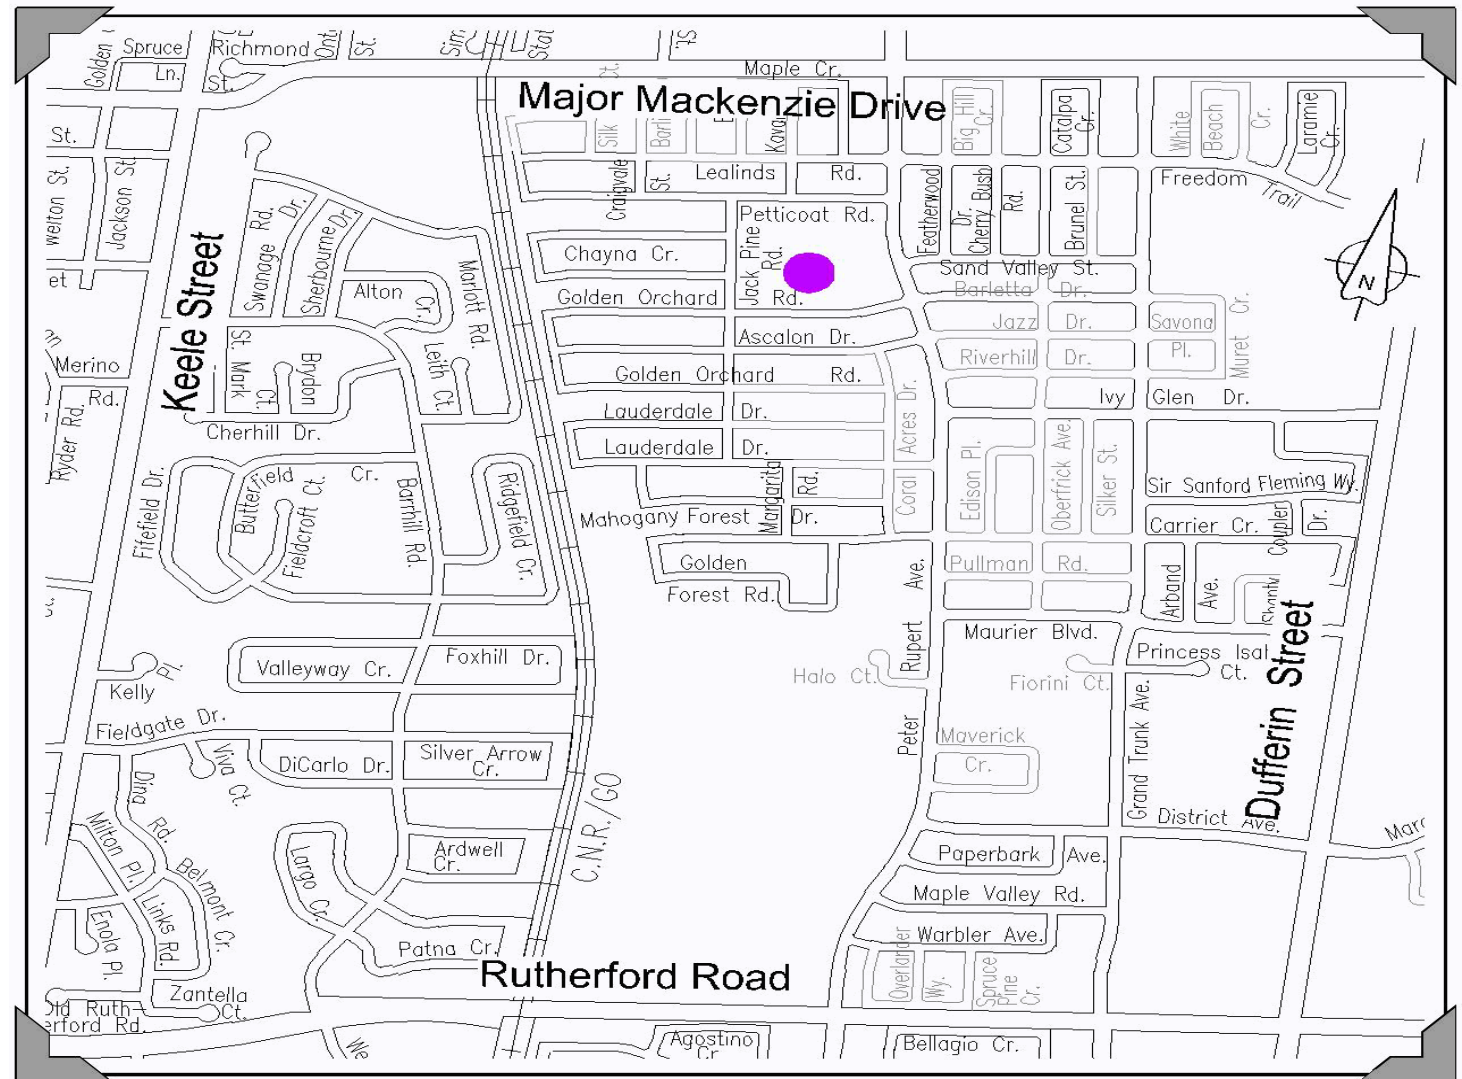 Golden
Spruce
Ln.
Richmond
St.
St.
Maple Cr.
Major Mackenzie Drive
St.
Jackson St.
Keele Street
Swanage Rd.
Sherbourne Dr.
Dr.
Alton
Cr.
Marlott Rd.
Leith Ct.
St. Mark
Ct.
Brydon
Merino
Rd.
Ryder Rd.
Cherhill Dr.
Silk
Ct.
Craigvale
St.
Lealinds Rd.
Petticoat Rd.
Jack Pine
Rd.
Chayna Cr.
Golden Orchard Rd.
Ascalon Dr.
Golden Orchard Rd.
Lauderdale Dr.
Lauderdale Dr.
Margarita Rd.
Mahogany Forest Dr.
Golden
Forest Rd.
Big Hill
Cr.
Catalpa
Cr.
White
Beach
Cr.
Laramie
Cr.
Freedom Trail
Featherwood
Dr.
Cherry Bush
Rd.
Brunel St.
Sand Valley St.
Barletta Dr.
Jazz Dr.
Riverhill Dr.
Savona
Pl.
Muret Cr.
Ivy Glen Dr.
N
Coral Acres Dr.
Edison Pl.
Oberfrick Ave.
Silker St.
Sir Sanford Fleming Wy.
Carrier Cr.
Coupler
Dr.
Pullman Rd.
Arband
Ave.
Maurier Blvd.
Princess
Ct.
Peter Rupert Ave.
Halo Ct.
Fiorini Ct.
Maverick
Cr.
Grand Trunk Ave.
Dufferin Street
District Ave.
Fifefield Dr.
Butterfield Cr.
Fieldcroft Ct.
Barrhill Rd.
Ridgefield Cr.
Valleyway Cr.
Foxhill Dr.
Kelly Pl.
Fieldgate Dr.
Viva Ct.
DiCarlo Dr.
Silver Arrow
Cr.
C.N.R./GO
Dina Rd.
Milton Pl.
Belmont Cr.
Links Rd.
Enola Pl.
Largo Cr.
Ardwell
Cr.
Patna Cr.
Zantella
Ct.
Old Ruth-
erford Rd.
Rutherford Road
Paperbark Ave.
Maple Valley Rd.
Warbler Ave.
Overlander
Wy.
Spruce
Pine
Cr.
Agostino
Cr.
Bellagio Cr.